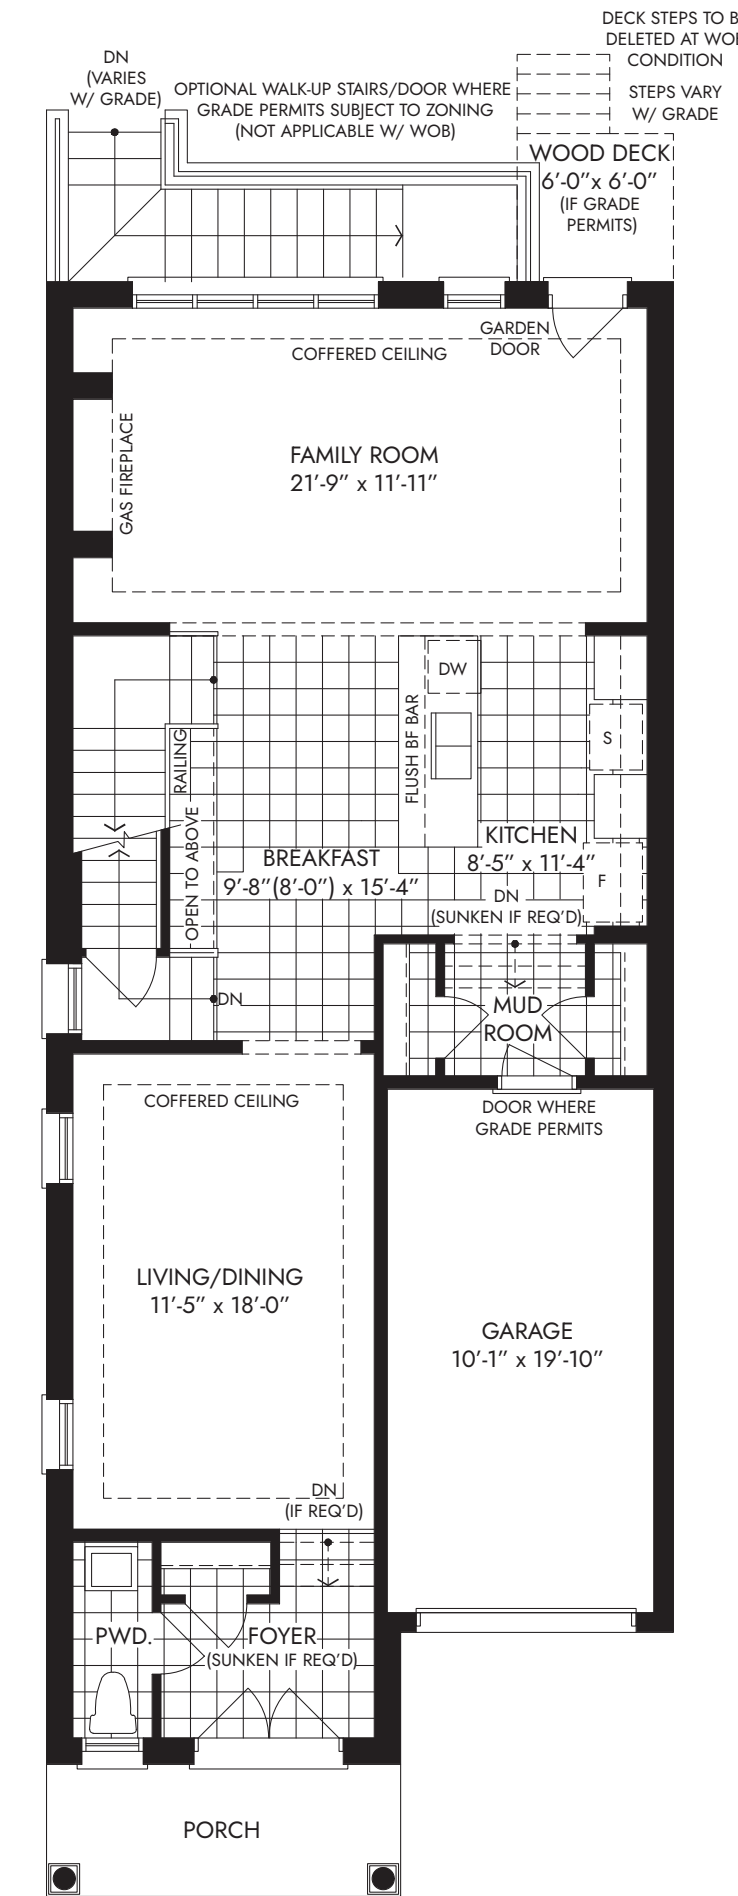 DECK STEPS TO B
DELETED AT WOB
CONDITION
STEPS VARY
W/ GRADE
DN
(VARIES
W/ GRADE)
OPTIONAL WALK-UP STAIRS/DOOR WHERE
GRADE PERMITS SUBJECT TO ZONING
(NOT APPLICABLE W/ WOB)
WOOD DECK
6'-0"x 6'-0"
(IF GRADE
PERMITS)
GARDEN
DOOR
COFFERED CEILING
GAS FIREPLACE
FAMILY ROOM
21'-9" x 11'-11"
DW
FLUSH BF BAR
S
RAILING
OPEN TO ABOVE
BREAKFAST
9'-8"(8'-0") x 15'-4"
KITCHEN
8'-5" x 11'-4"
F
DN
(SUNKEN IF REQ'D)
DN
MUD
ROOM
COFFERED CEILING
DOOR WHERE
GRADE PERMITS
LIVING/DINING
11'-5" x 18'-0"
GARAGE
10'-1" x 19'-10"
DN
(IF REQ'D)
PWD.
FOYER
(SUNKEN IF REQ'D)
PORCH